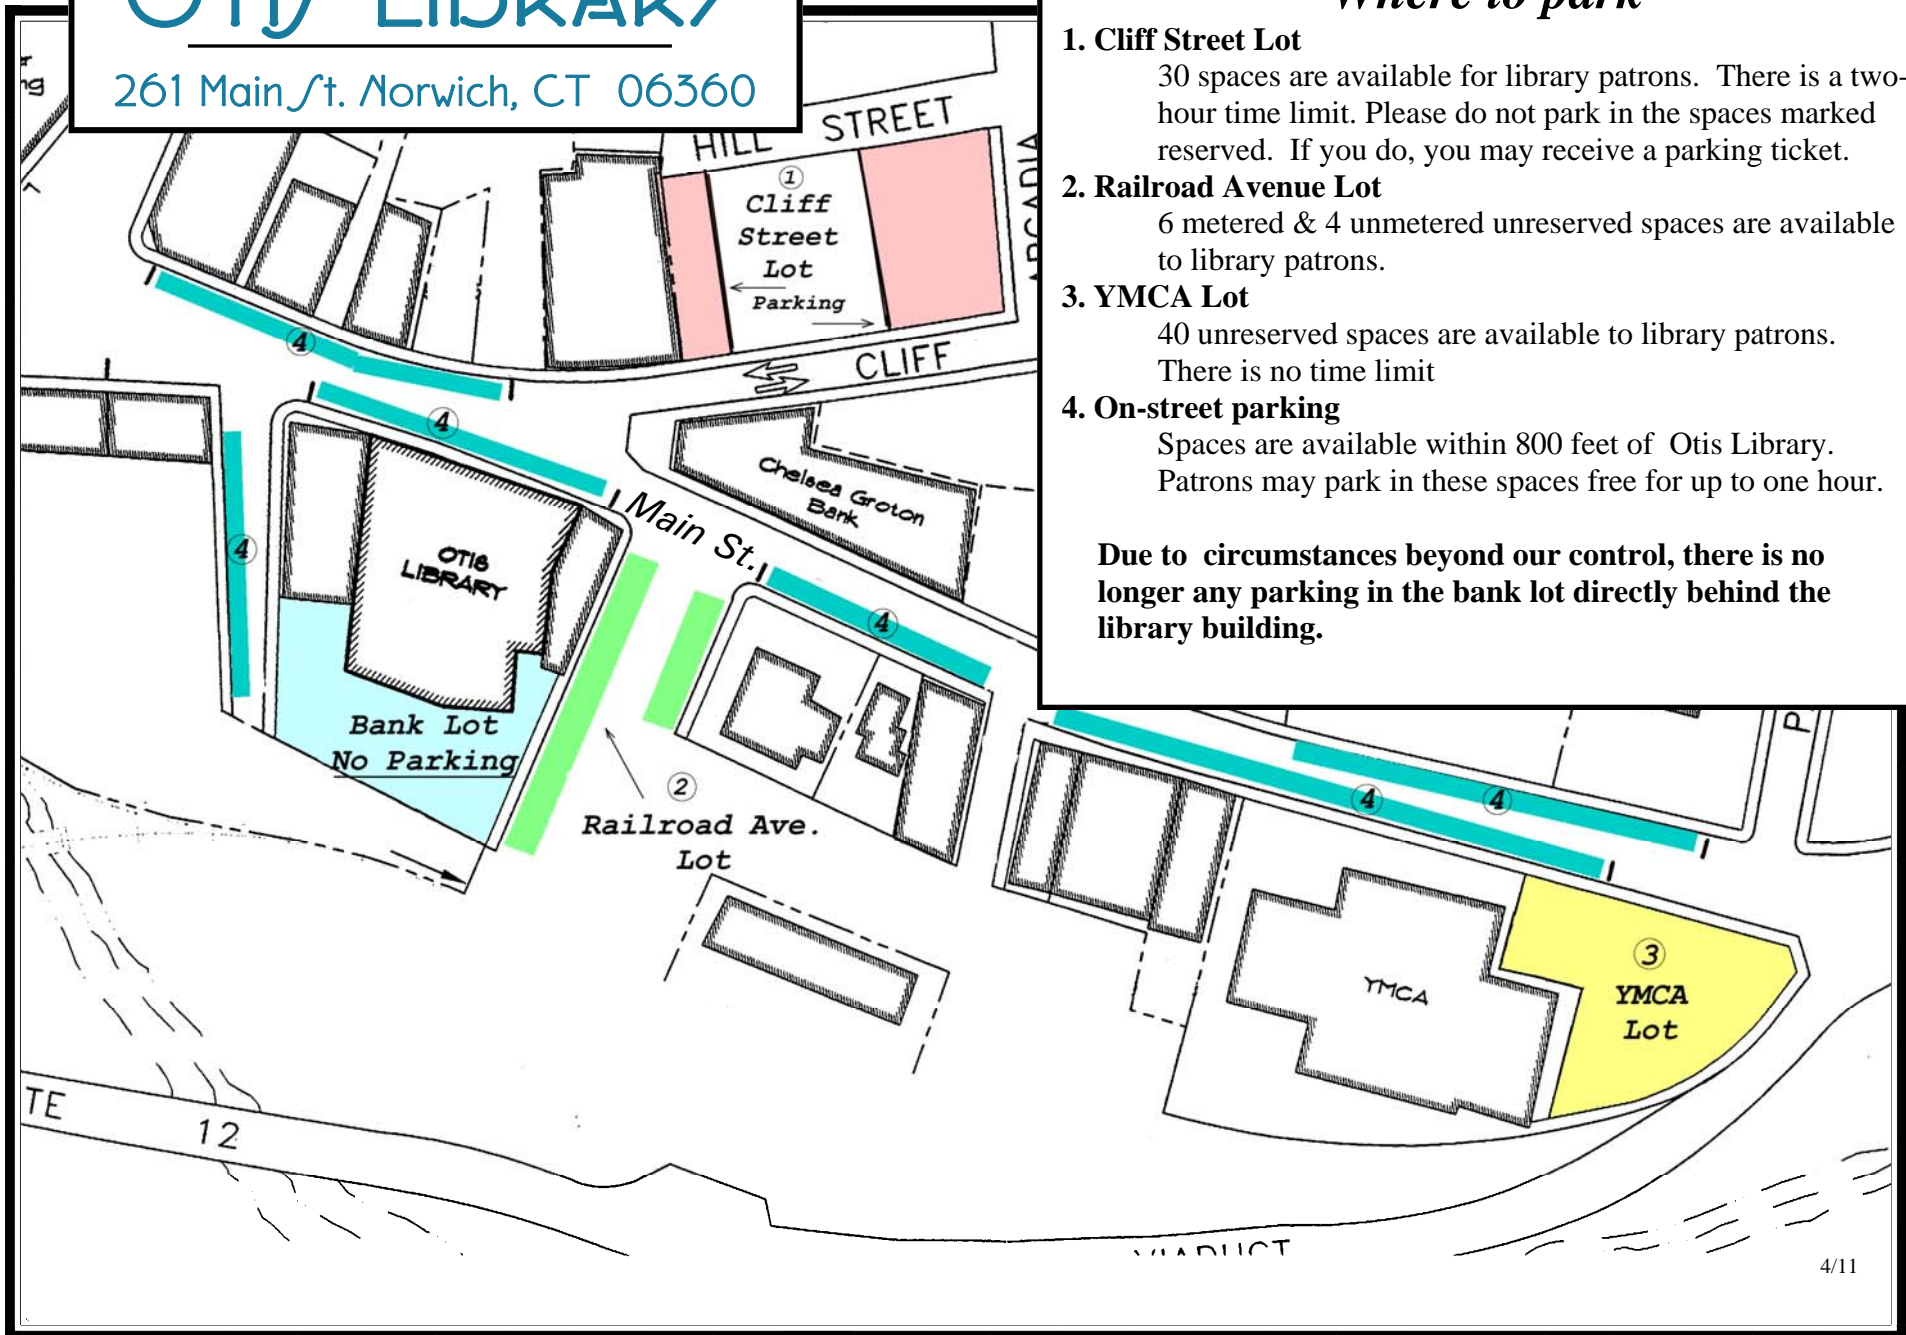 OTIS LIBRARY
261 Main St. Norwich, CT 06360
Where to park
1. Cliff Street Lot
30 spaces are available for library patrons. There is a two-
hour time limit. Please do not park in the spaces marked
reserved. If you do, you may receive a parking ticket.
2. Railroad Avenue Lot
6 metered & 4 unmetered unreserved spaces are available
to library patrons.
3. YMCA Lot
40 unreserved spaces are available to library patrons.
There is no time limit
4. On-street parking
Spaces are available within 800 feet of Otis Library.
Patrons may park in these spaces free for up to one hour.
Due to circumstances beyond our control, there is no
longer any parking in the bank lot directly behind the
library building.
HILL STREET
ARCADIA
1
Cliff
Street
Lot
Parking
CLIFF
4
4
4
4
4
4
Main St.
Chelsea Groton
Bank
OTIS
LIBRARY
Bank Lot
No Parking
2
Railroad Ave.
Lot
YMCA
3
YMCA
Lot
TE 12
VIADUCT
4/11